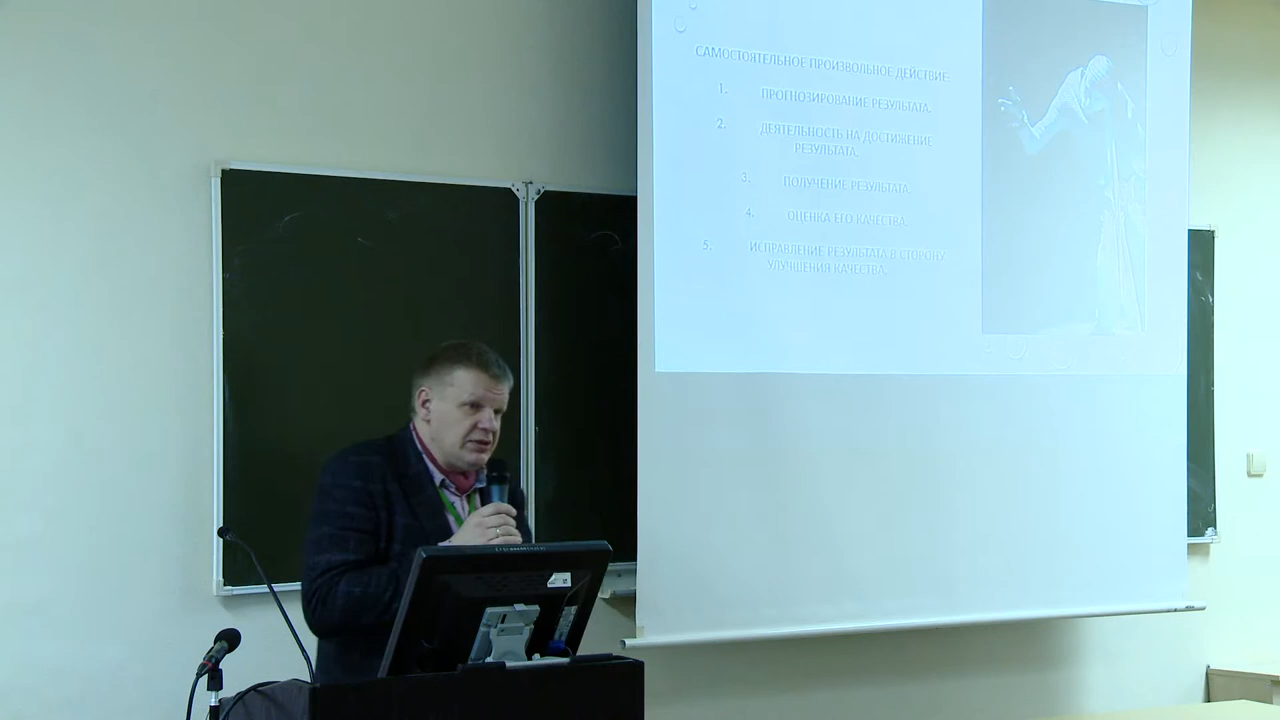 САМОСТОЯТЕЛЬНОЕ ПРОИЗВОЛЬНОЕ ДЕЙСТВИЕ:
1. ПРОГНОЗИРОВАНИЕ РЕЗУЛЬТАТА.
2. ДЕЯТЕЛЬНОСТЬ НА ДОСТИЖЕНИЕ
РЕЗУЛЬТАТА.
3. ПОЛУЧЕНИЕ РЕЗУЛЬТАТА.
4. ОЦЕНКА ЕГО КАЧЕСТВА.
5. ИСПРАВЛЕНИЕ РЕЗУЛЬТАТА В СТОРОНУ
УЛУЧШЕНИЯ КАЧЕСТВА.